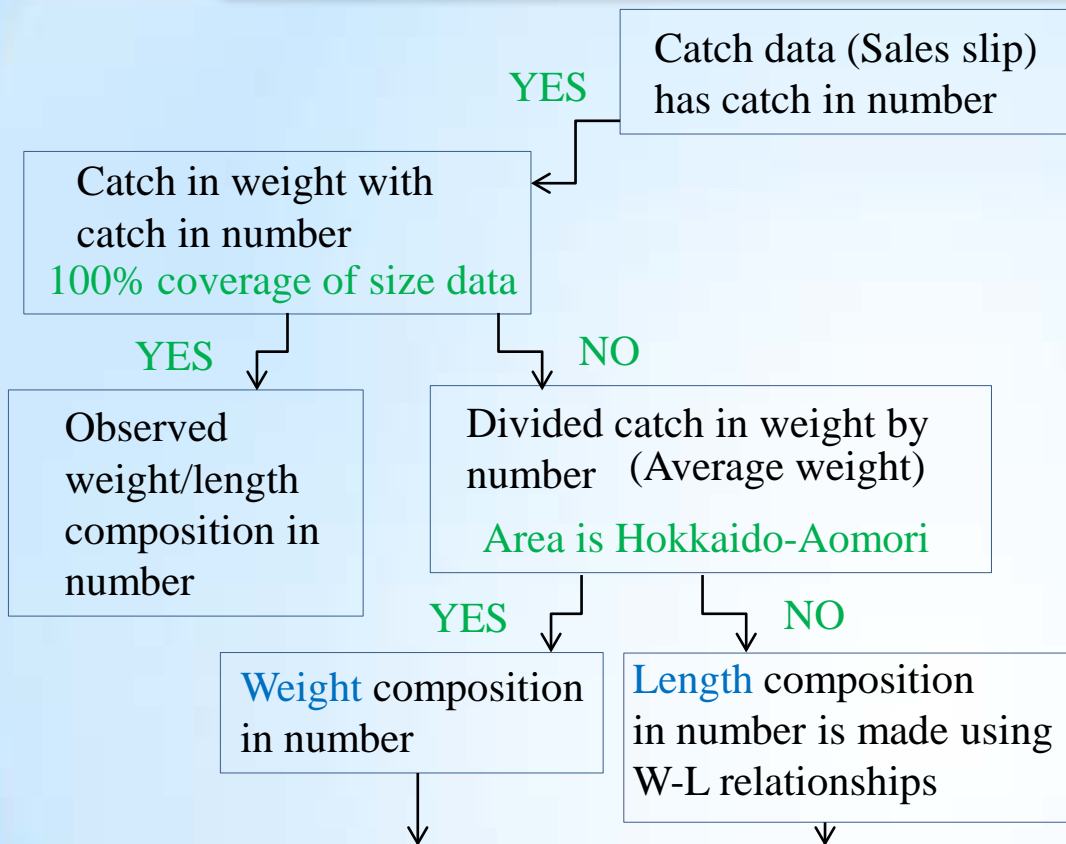 Catch data (Sales slip)
has catch in number
YES
Catch in weight with
catch in number
100% coverage of size data
YES
NO
Observed
weight/length
composition in
number
Divided catch in weight by
number (Average weight)
Area is Hokkaido-Aomori
YES
NO
Weight composition
in number
Length composition
in number is made using
W-L relationships